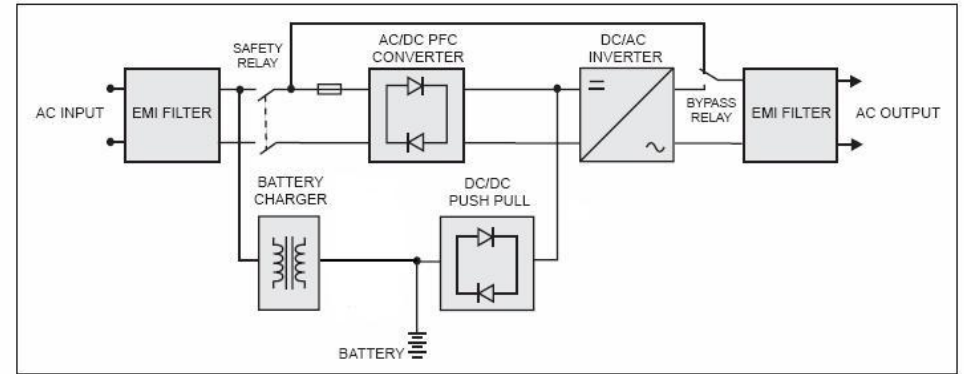 SAFETY
RELAY
AC/DC PFC
CONVERTER
DC/AC
INVERTER
AC INPUT
EMI FILTER
BYPASS
RELAY
EMI FILTER
AC OUTPUT
BATTERY
CHARGER
DC/DC
PUSH PULL
BATTERY